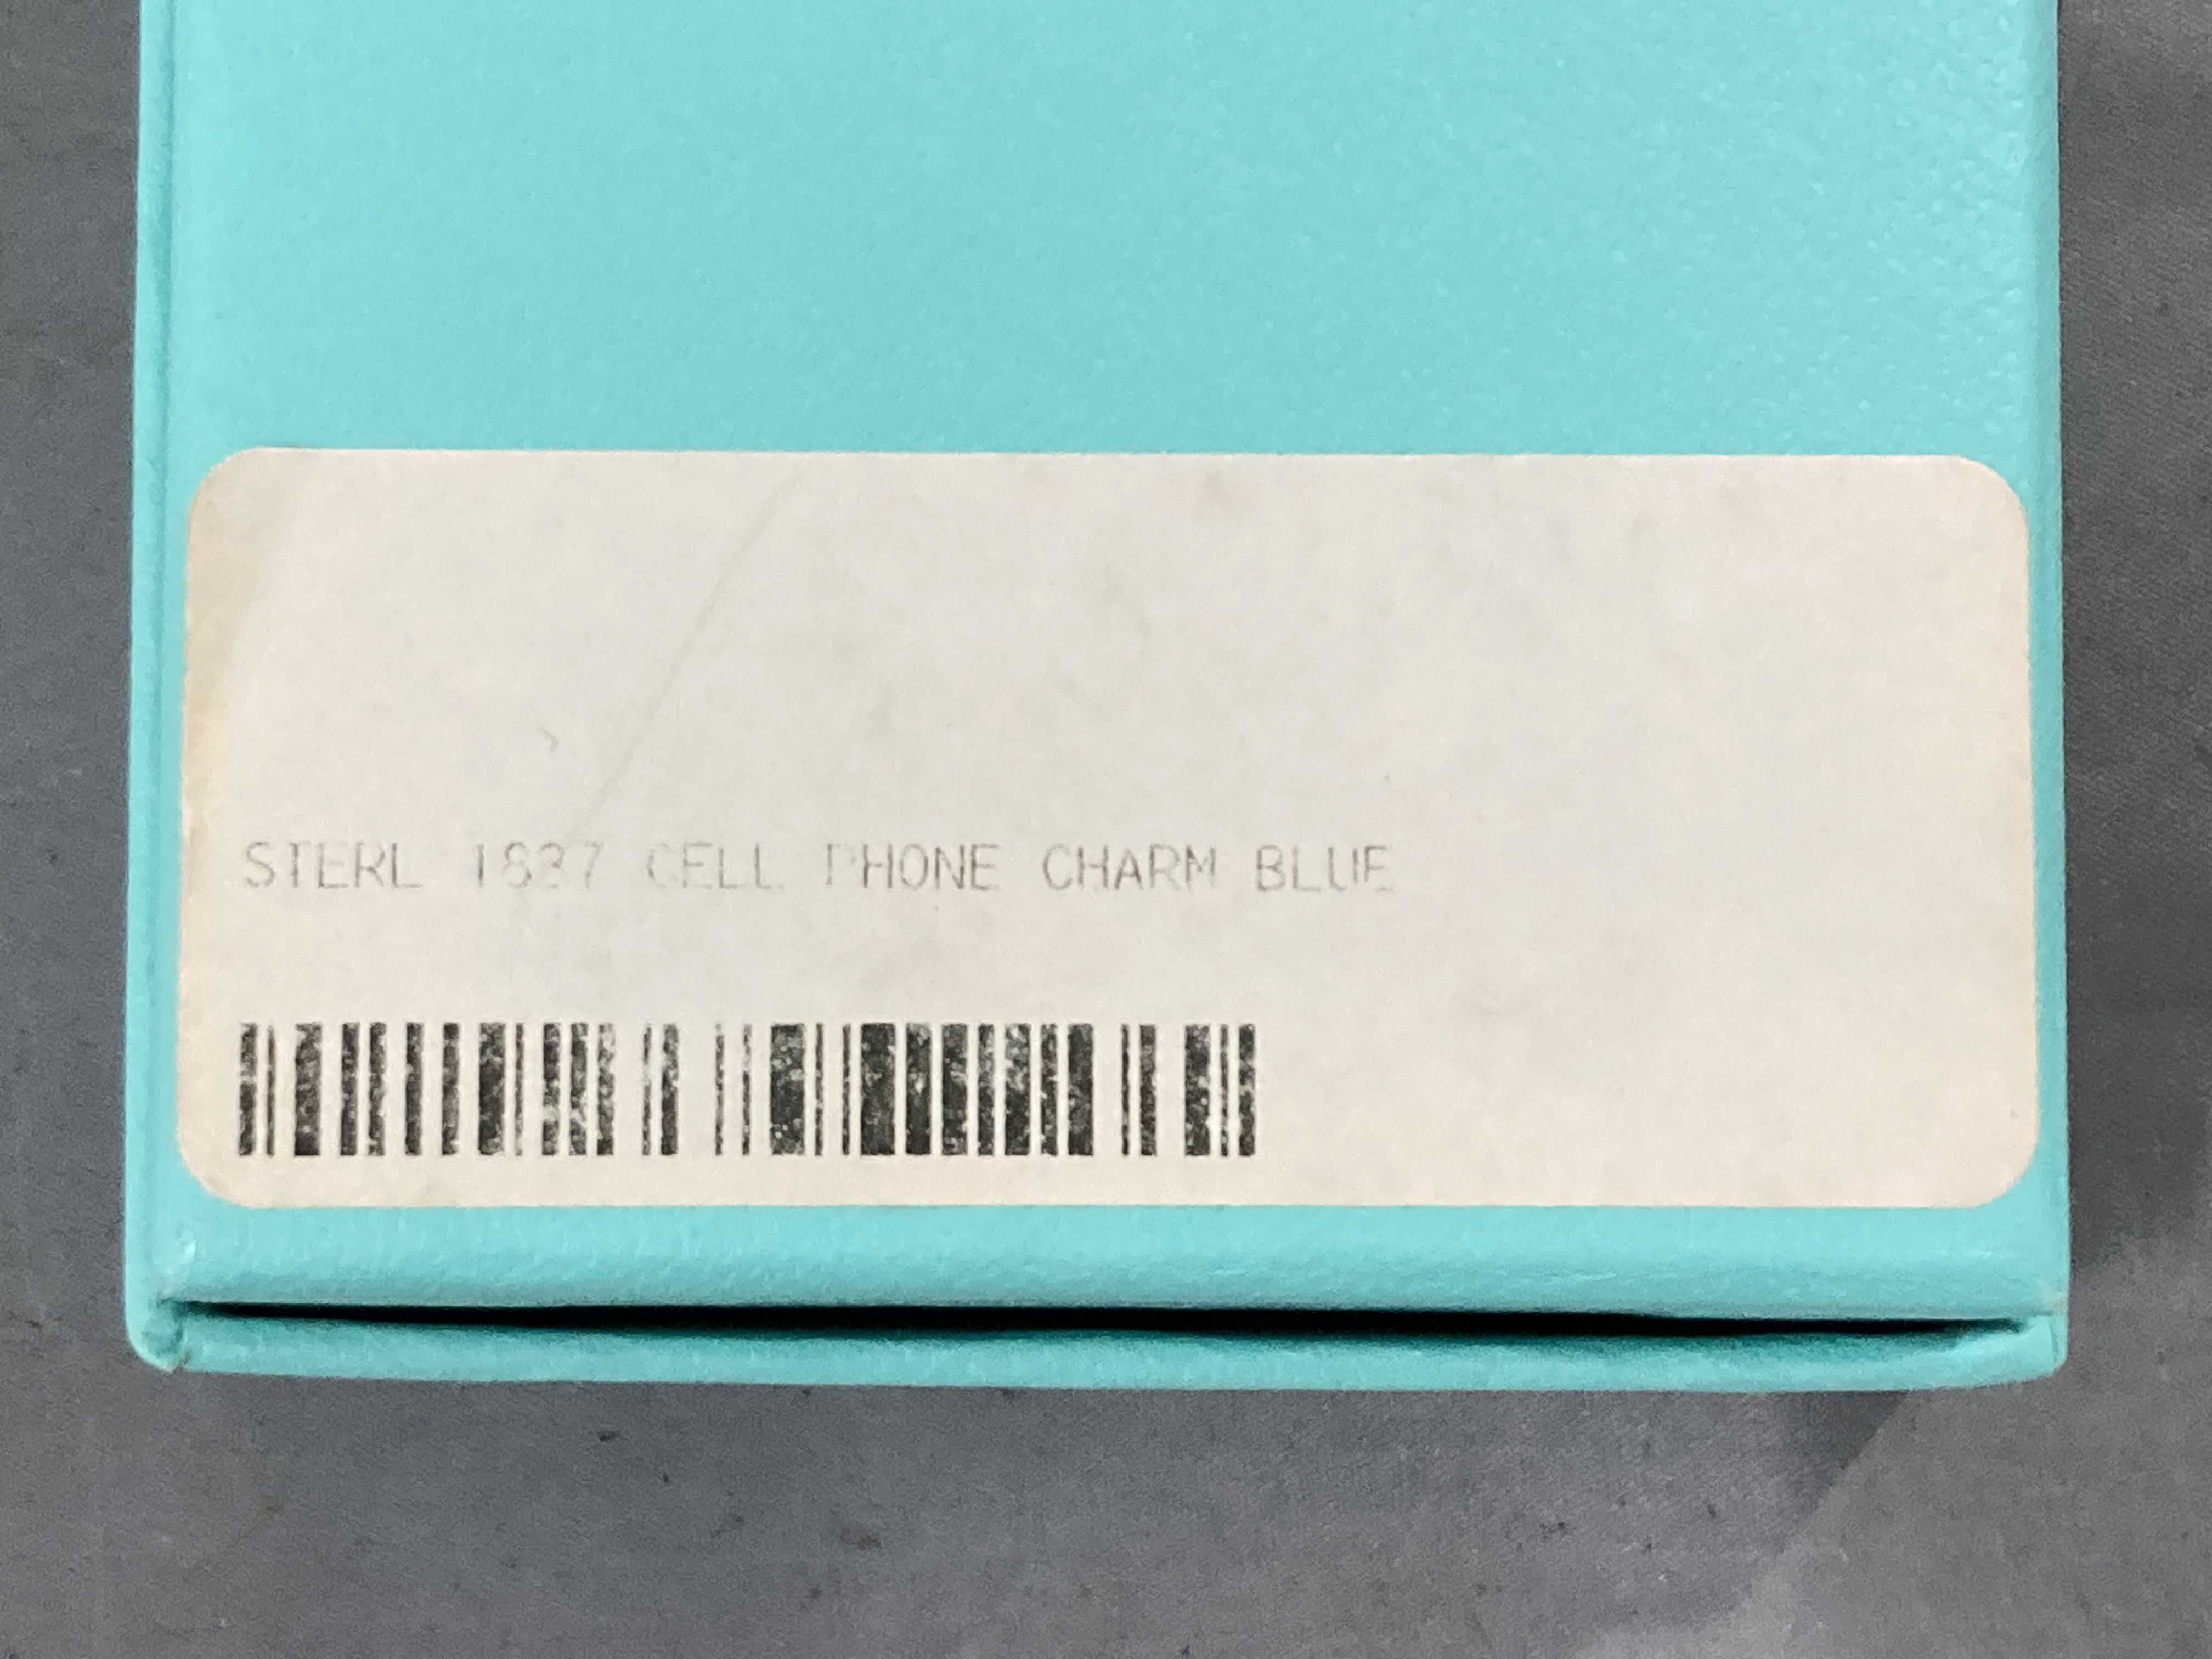 STERL 1837 CELL PHONE CHARM BLUE